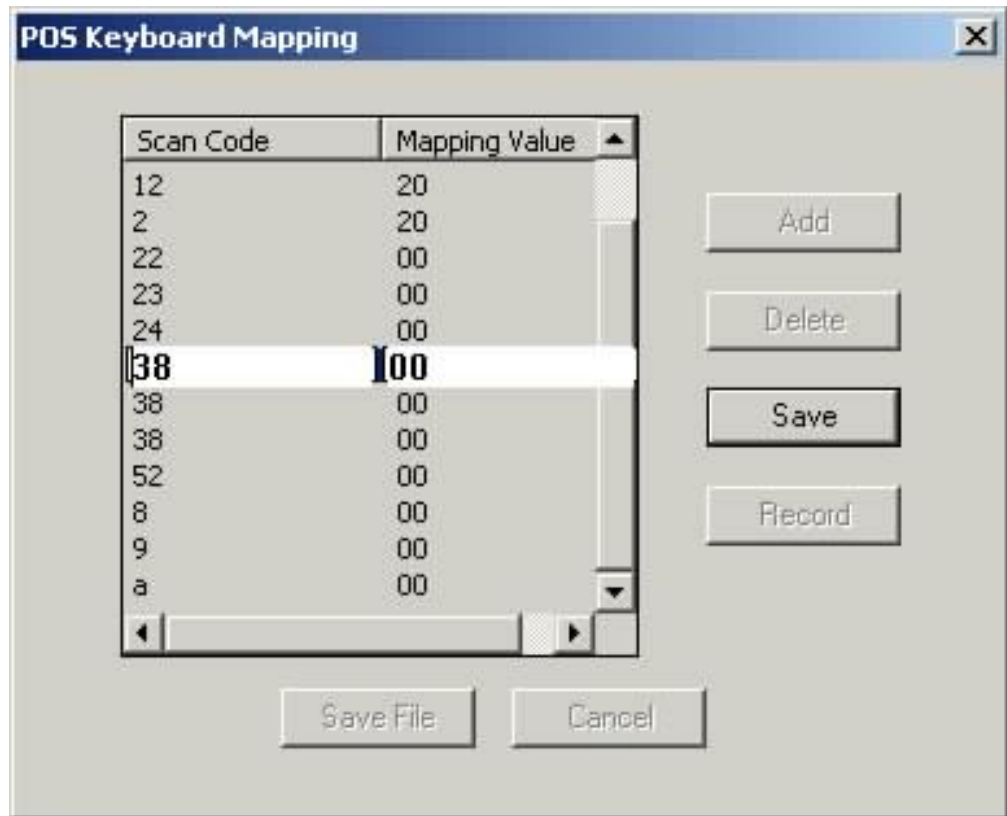 POS Keyboard Mapping
Scan Code Mapping Value
12 20
2 20
22 00
23 00
24 00
38 00
38 00
38 00
52 00
8 00
9 00
a 00
Add
Delete
Save
Record
Save File Cancel